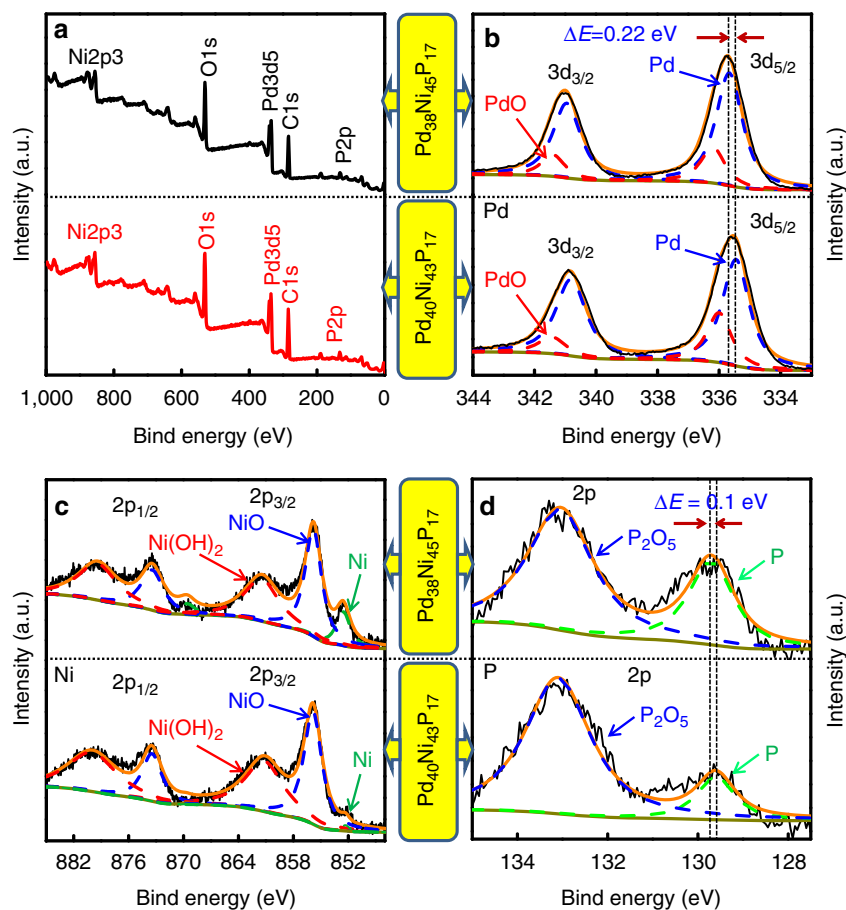 a
Ni2p3
O1s
Pd3d5
C1s
P2p
Ni2p3
O1s
Pd3d5
C1s
P2p
Intensity (a.u.)
1,000 800 600 400 200 0
Bind energy (eV)
Pd38Ni45P17
Pd40Ni43P17
b
ΔE=0.22 eV
3d3/2
Pd
3d5/2
PdO
Pd
3d3/2
Pd
3d5/2
PdO
344 342 340 338 336 334
Bind energy (eV)
Intensity (a.u.)
c
2p1/2
2p3/2
NiO
Ni(OH)2
Ni
Ni
2p1/2
2p3/2
NiO
Ni(OH)2
Ni
Intensity (a.u.)
882 876 870 864 858 852
Bind energy (eV)
Pd38Ni45P17
Pd40Ni43P17
d
2p
ΔE = 0.1 eV
P2O5
P
P
2p
P2O5
P
134 132 130 128
Bind energy (eV)
Intensity (a.u.)